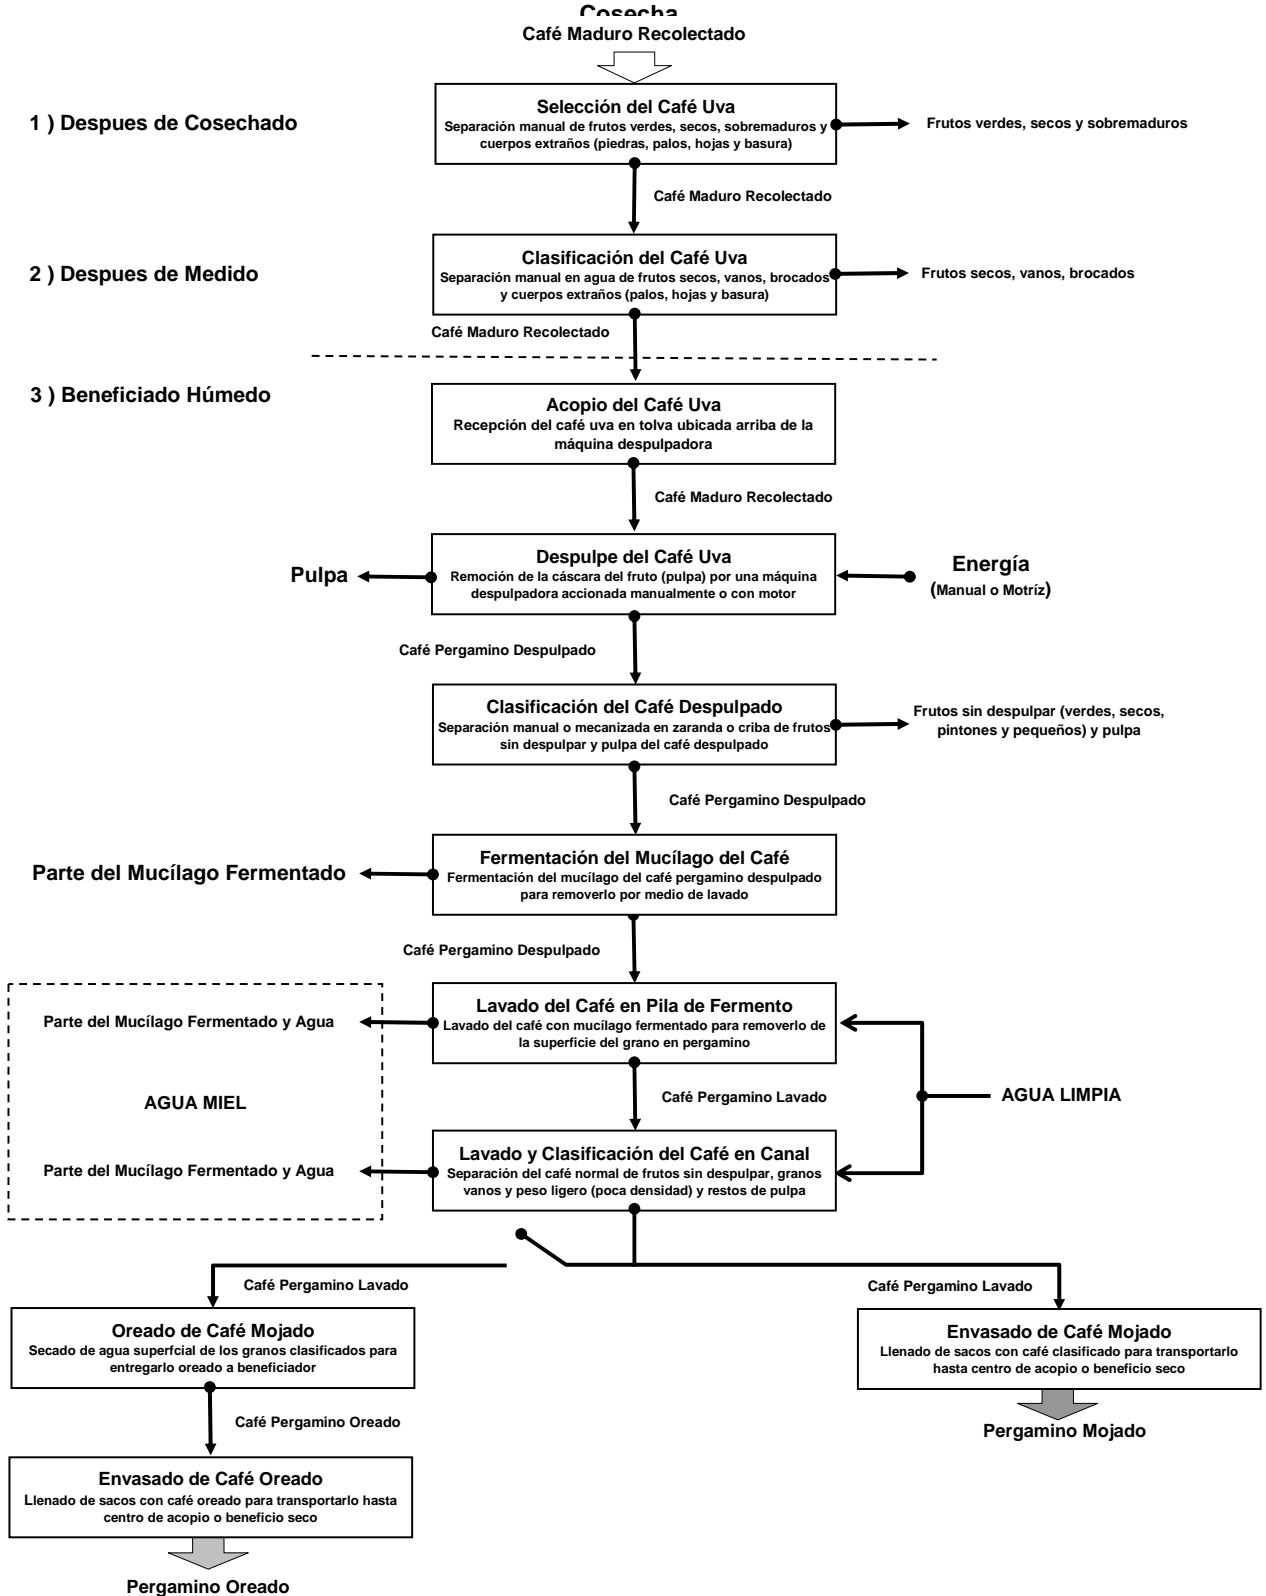 Cosecha
Café Maduro Recolectado
1 ) Despues de Cosechado
Selección del Café Uva
Separación manual de frutos verdes, secos, sobremaduros y
cuerpos extraños (piedras, palos, hojas y basura)
Frutos verdes, secos y sobremaduros
Café Maduro Recolectado
2 ) Despues de Medido
Clasificación del Café Uva
Separación manual en agua de frutos secos, vanos, brocados
y cuerpos extraños (palos, hojas y basura)
Frutos secos, vanos, brocados
Café Maduro Recolectado
3 ) Beneficiado Húmedo
Acopio del Café Uva
Recepción del café uva en tolva ubicada arriba de la
máquina despulpadora
Café Maduro Recolectado
Pulpa
Despulpe del Café Uva
Remoción de la cáscara del fruto (pulpa) por una máquina
despulpadora accionada manualmente o con motor
Energía
(Manual o Motríz)
Café Pergamino Despulpado
Clasificación del Café Despulpado
Separación manual o mecanizada en zaranda o criba de frutos
sin despulpar y pulpa del café despulpado
Frutos sin despulpar (verdes, secos,
pintones y pequeños) y pulpa
Café Pergamino Despulpado
Parte del Mucílago Fermentado
Fermentación del Mucílago del Café
Fermentación del mucílago del café pergamino despulpado
para removerlo por medio de lavado
Café Pergamino Despulpado
Parte del Mucílago Fermentado y Agua
Lavado del Café en Pila de Fermento
Lavado del café con mucílago fermentado para removerlo de
la superficie del grano en pergamino
AGUA MIEL
Café Pergamino Lavado
AGUA LIMPIA
Parte del Mucílago Fermentado y Agua
Lavado y Clasificación del Café en Canal
Separación del café normal de frutos sin despulpar, granos
vanos y peso ligero (poca densidad) y restos de pulpa
Café Pergamino Lavado
Café Pergamino Lavado
Oreado de Café Mojado
Secado de agua superfcial de los granos clasificados para
entregarlo oreado a beneficiador
Envasado de Café Mojado
Llenado de sacos con café clasificado para transportarlo
hasta centro de acopio o beneficio seco
Café Pergamino Oreado
Pergamino Mojado
Envasado de Café Oreado
Llenado de sacos con café oreado para transportarlo hasta
centro de acopio o beneficio seco
Pergamino Oreado